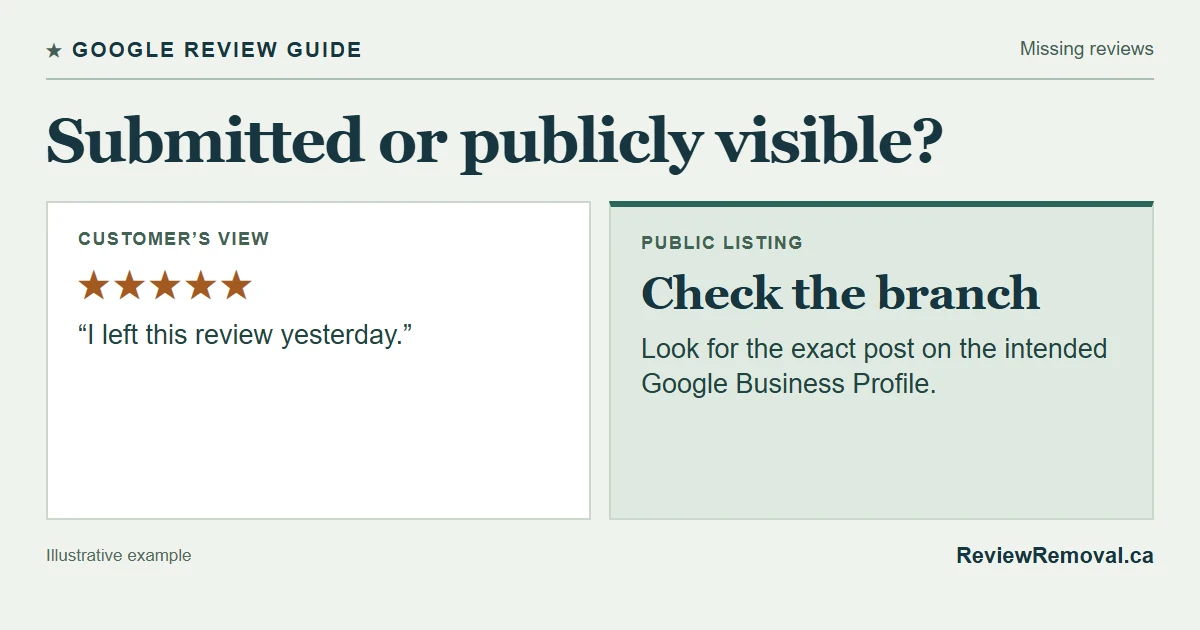 ★ GOOGLE REVIEW GUIDE
Missing reviews
Submitted or publicly visible?
CUSTOMER’S VIEW
★★★★★
“I left this review yesterday.”
PUBLIC LISTING
Check the branch
Look for the exact post on the intended
Google Business Profile.
Illustrative example
ReviewRemoval.ca